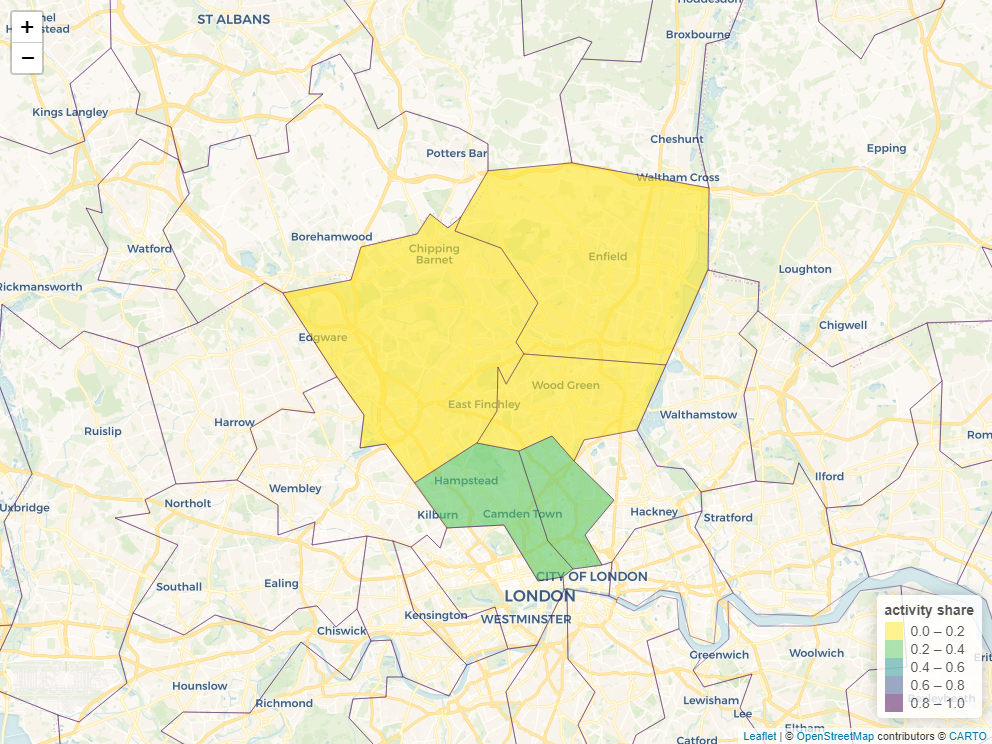 Hoddesdon
+
ST ALBANS
−
Broxbourne
Kings Langley
Cheshunt
Epping
Potters Bar
Waltham Cross
Borehamwood
Watford
Chipping
Barnet
Enfield
Loughton
Rickmansworth
Chigwell
Edgware
Wood Green
East Finchley
Walthamstow
Harrow
Ruislip
Rom
Hampstead
Ilford
Wembley
Northolt
Uxbridge
Kilburn
Camden Town
Hackney
Stratford
CITY OF LONDON
Southall
Ealing
LONDON
Kensington
WESTMINSTER
Chiswick
Greenwich
Woolwich
Hounslow
Richmond
Lewisham
Lee
Eltham
Catford
activity share
0.0 – 0.2
0.2 – 0.4
0.4 – 0.6
0.6 – 0.8
0.8 – 1.0
Leaflet | © OpenStreetMap contributors © CARTO